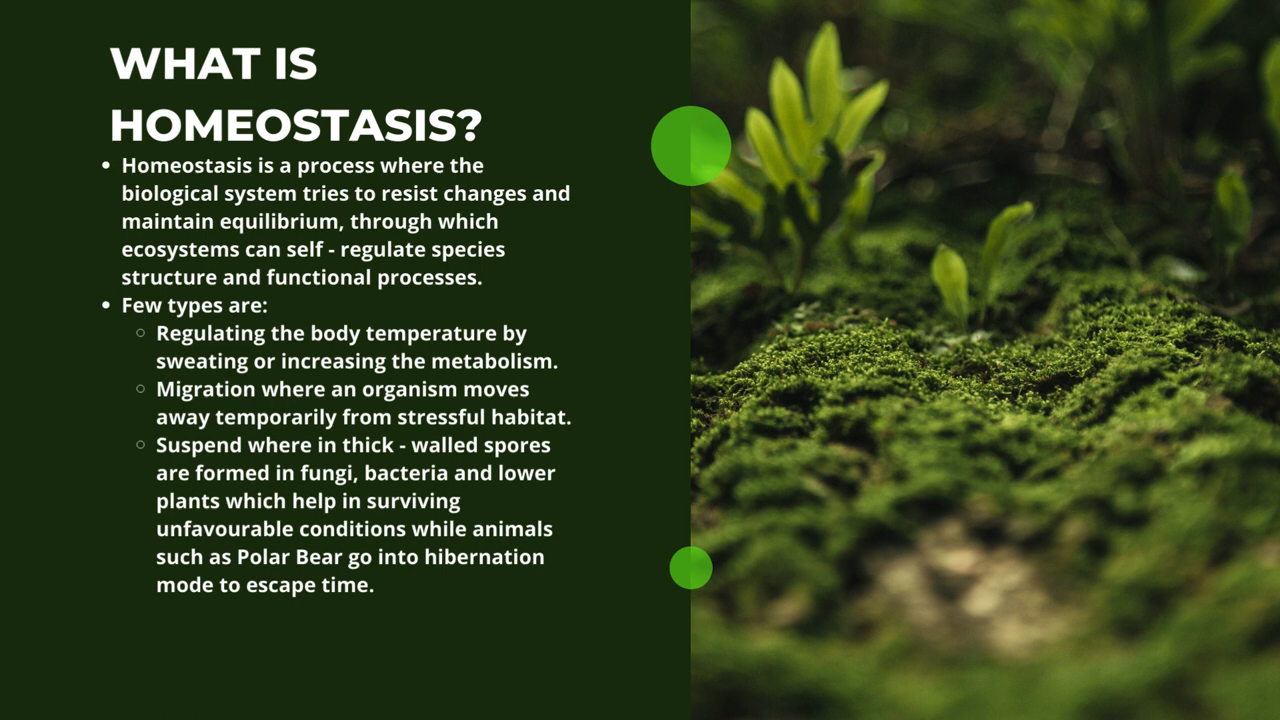 WHAT IS
HOMEOSTASIS?
• Homeostasis is a process where the
biological system tries to resist changes and
maintain equilibrium, through which
ecosystems can self - regulate species
structure and functional processes.
• Few types are:
○ Regulating the body temperature by
sweating or increasing the metabolism.
○ Migration where an organism moves
away temporarily from stressful habitat.
○ Suspend where in thick - walled spores
are formed in fungi, bacteria and lower
plants which help in surviving
unfavourable conditions while animals
such as Polar Bear go into hibernation
mode to escape time.